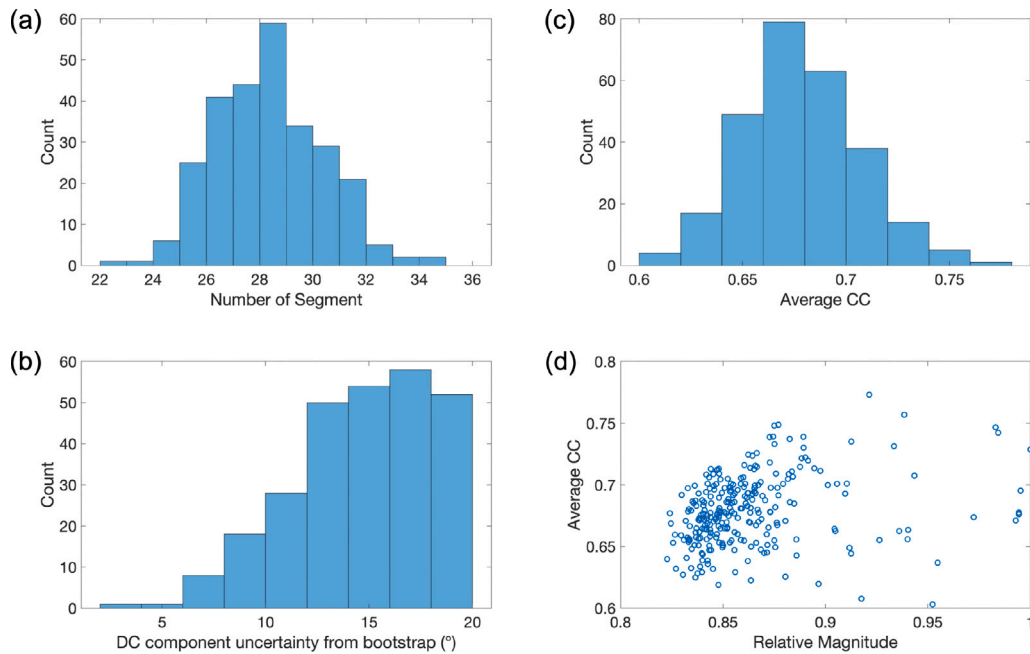 (a)
60
50
40
30
20
10
0
Count
22 24 26 28 30 32 34 36
Number of Segment
(c)
80
60
40
20
0
Count
0.6 0.65 0.7 0.75
Average CC
(b)
60
50
40
30
20
10
0
Count
5 10 15 20
DC component uncertainty from bootstrap (°)
(d)
0.8
0.75
0.7
0.65
0.6
Average CC
0.8 0.85 0.9 0.95 1
Relative Magnitude